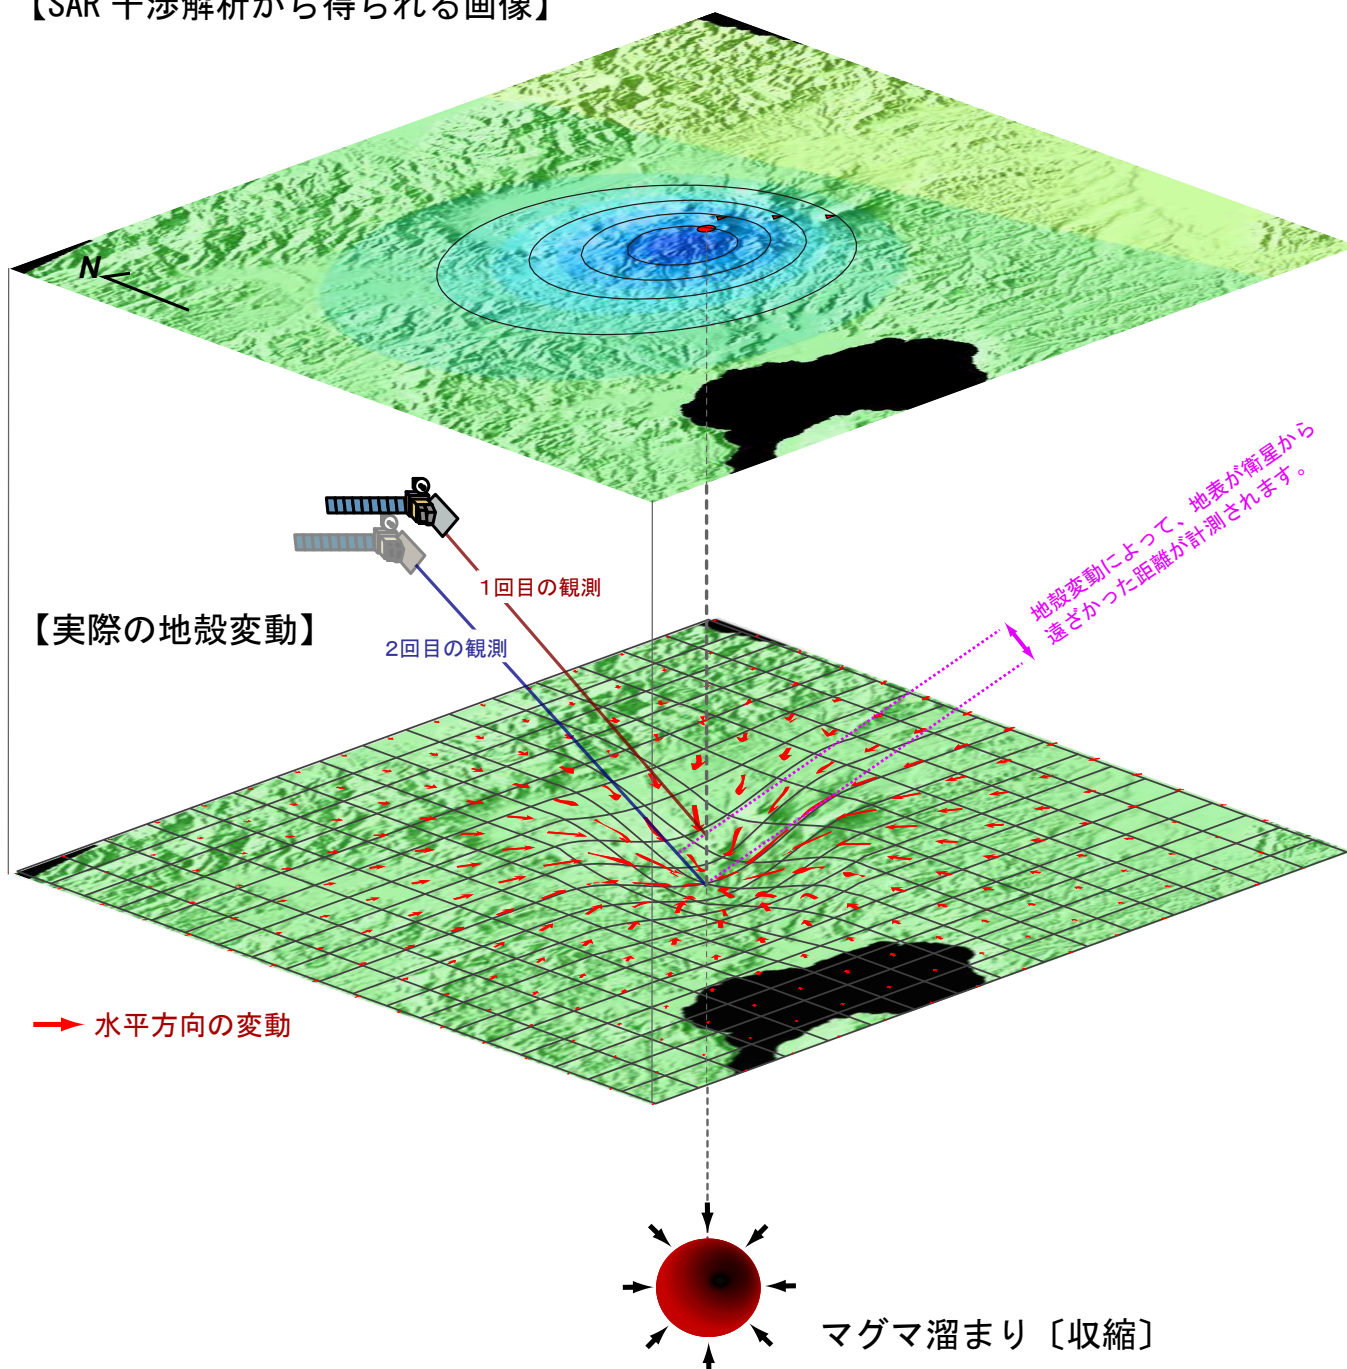 【SAR 干渉解析から得られる画像】
N
地殻変動によって、地表が衛星から
遠ざかった距離が計測されます。
1回目の観測
【実際の地殻変動】
2回目の観測
水平方向の変動
マグマ溜まり〔収縮〕